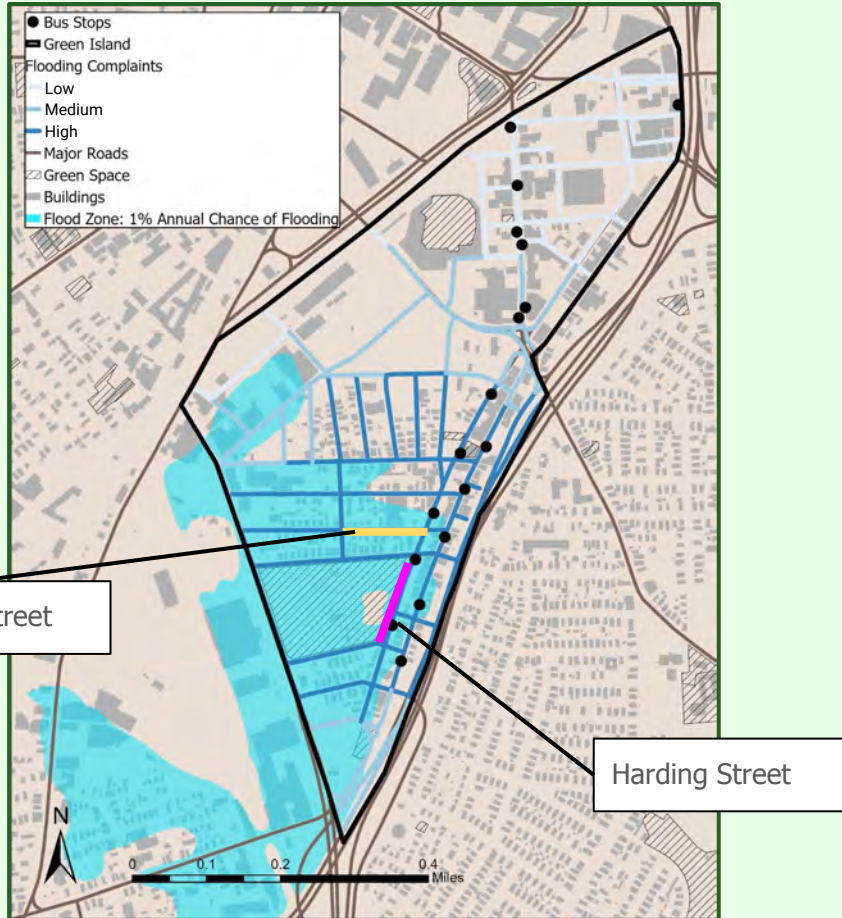 Bus Stops
Green Island
Flooding Complaints
Low
Medium
High
Major Roads
Green Space
Buildings
Flood Zone: 1% Annual Chance of Flooding
treet
Harding Street
N
0 0.1 0.2 0.4
Miles